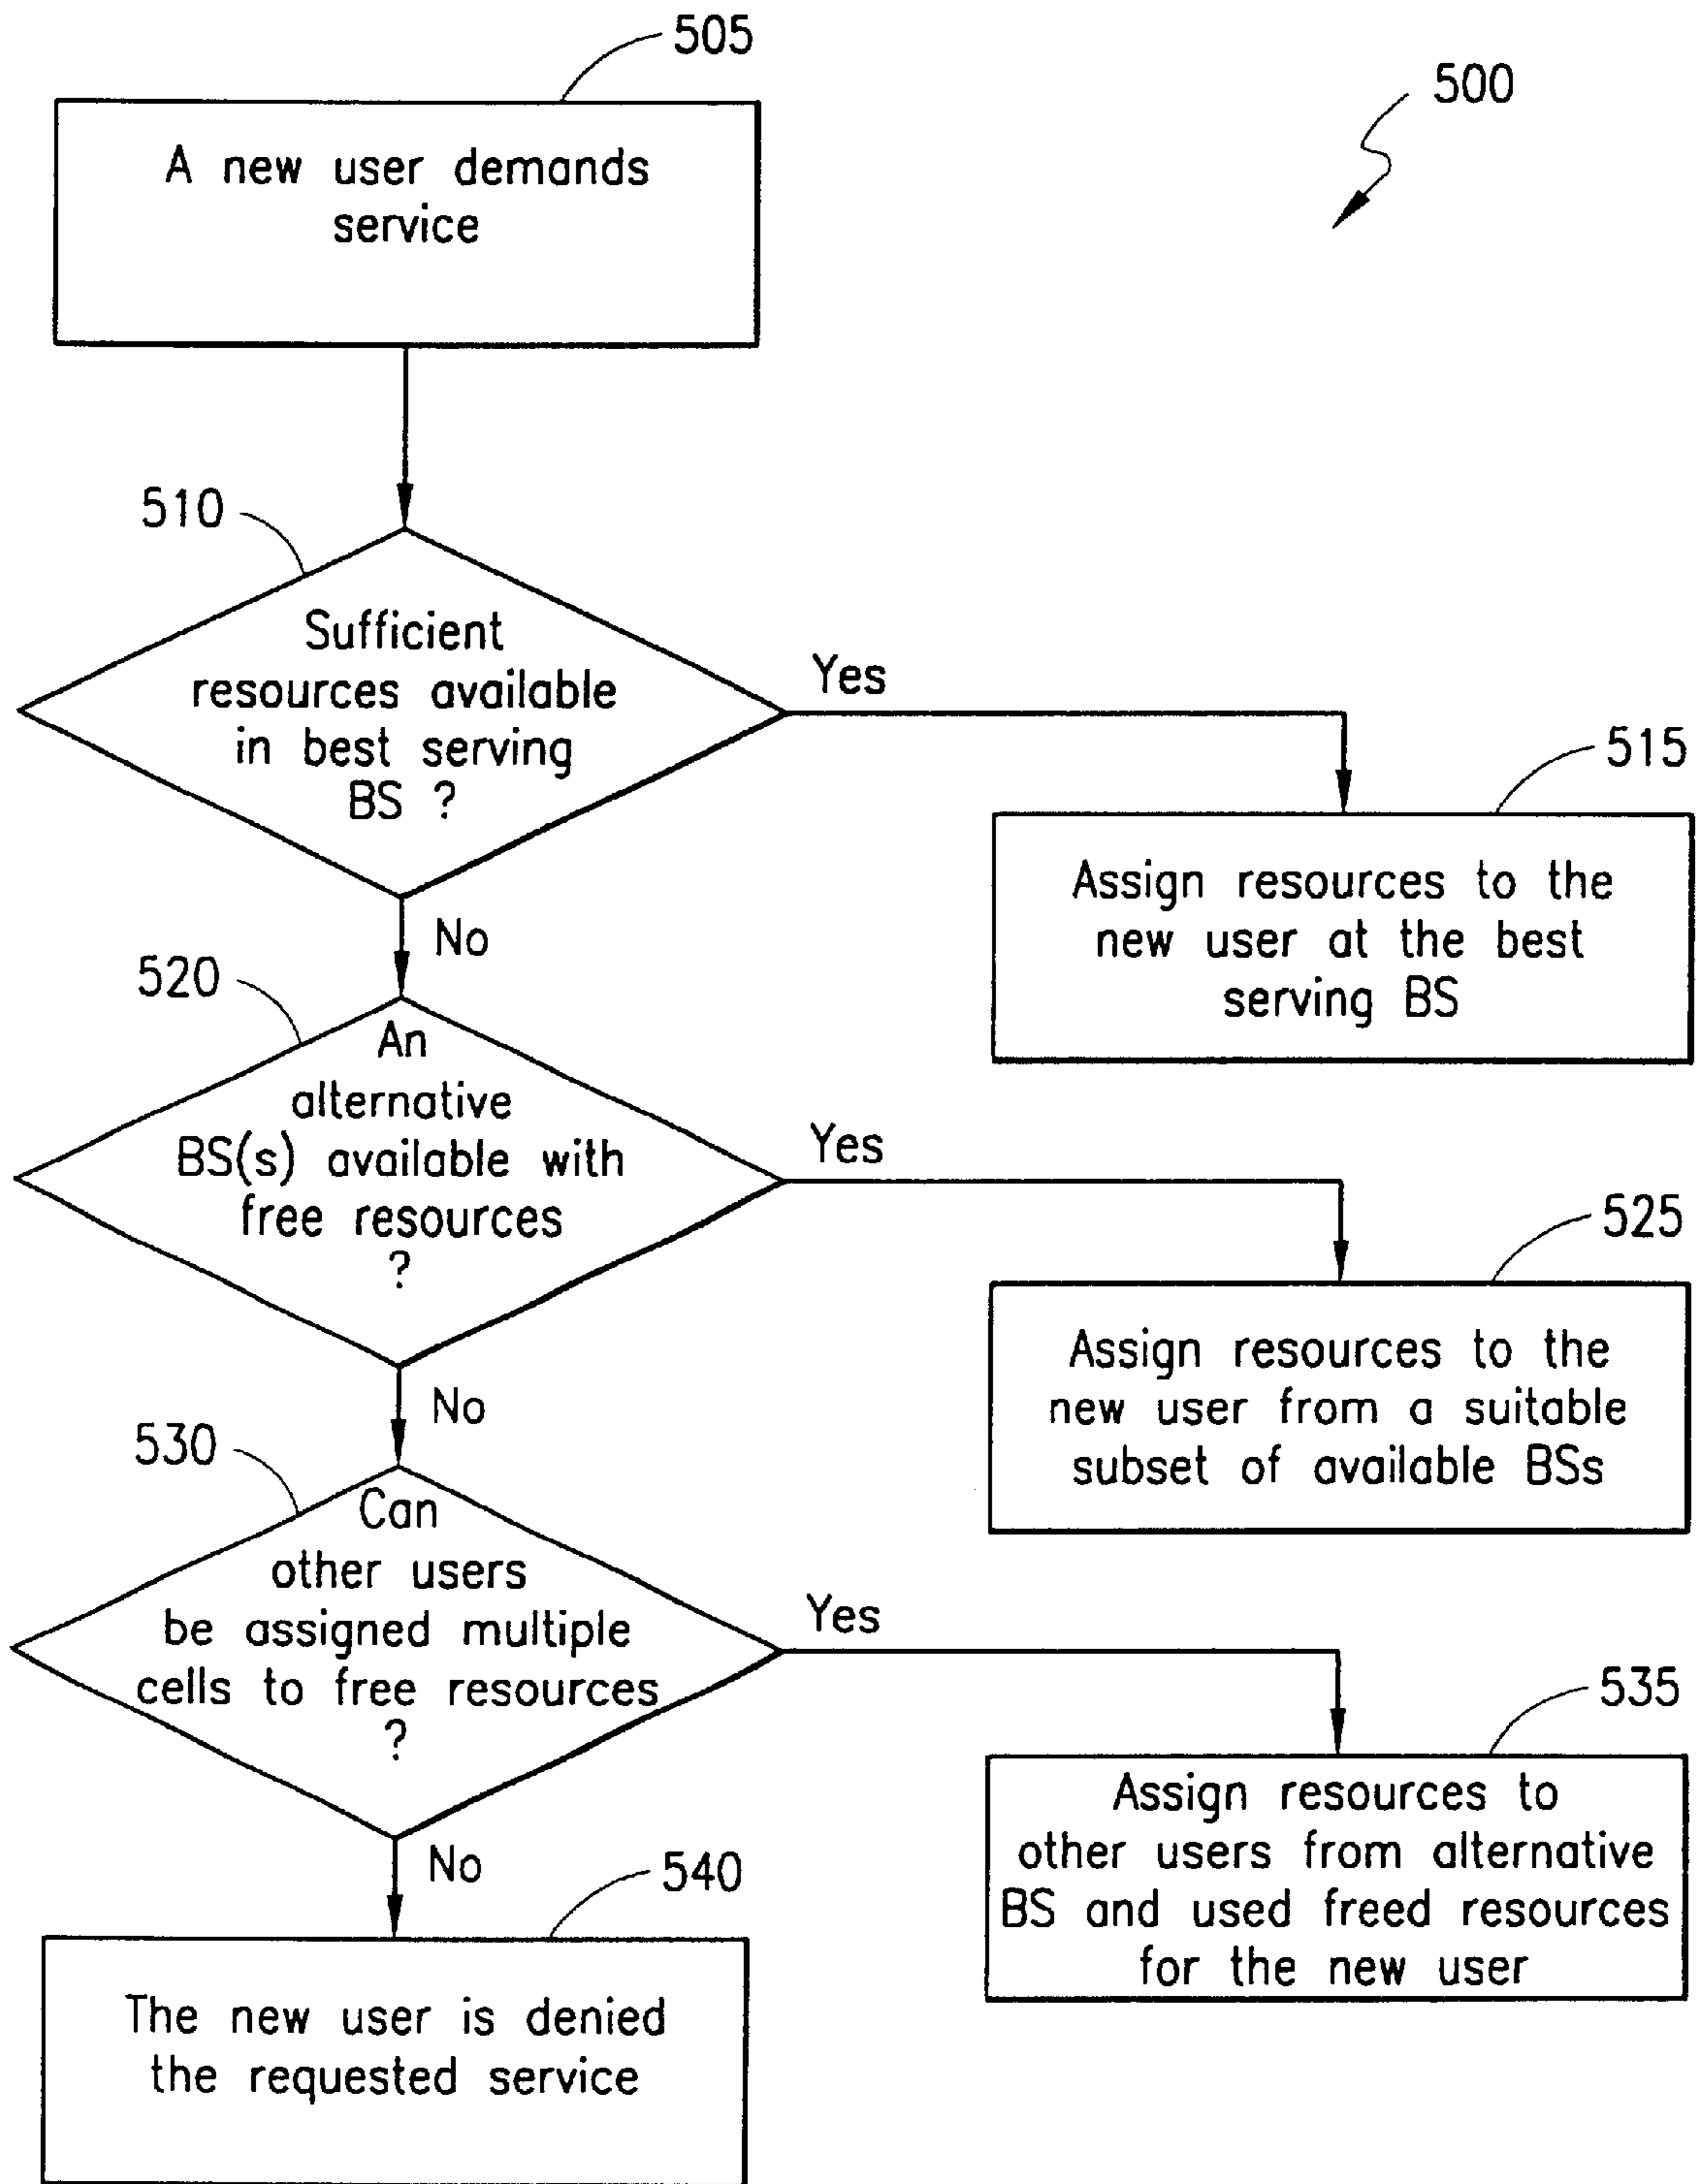 505
500
A new user demands
service
510
Sufficient
resources available
in best serving
BS ?
Yes
515
Assign resources to the
new user at the best
serving BS
No
520
An
alternative
BS(s) available with
free resources
?
Yes
525
Assign resources to the
new user from a suitable
subset of available BSs
No
530
Can
other users
be assigned multiple
cells to free resources
?
Yes
535
Assign resources to
other users from alternative
BS and used freed resources
for the new user
No
540
The new user is denied
the requested service